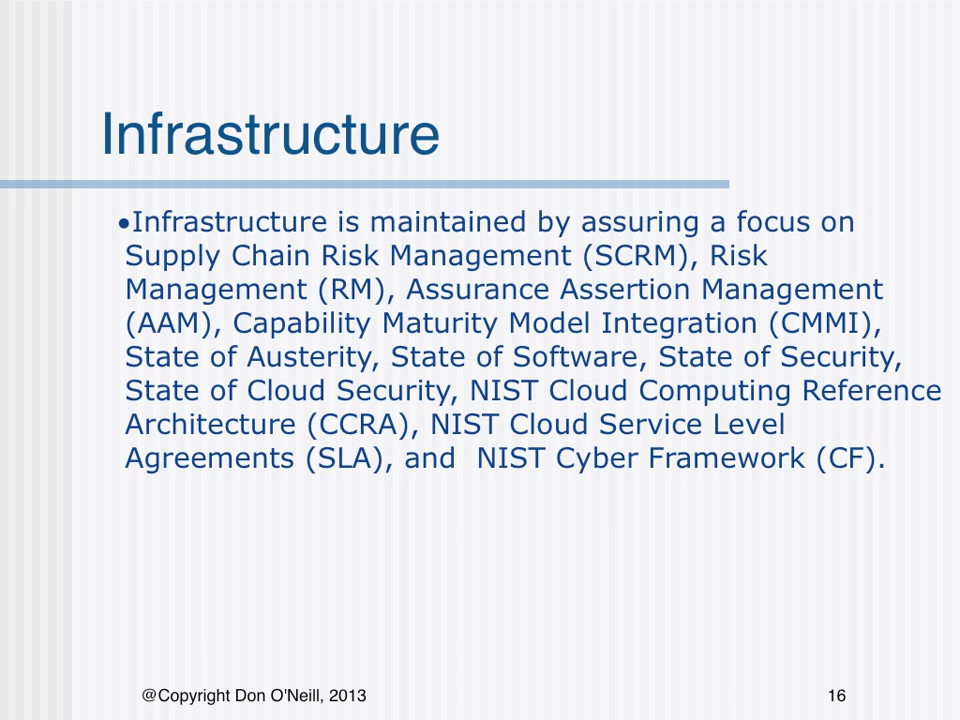 Infrastructure
•Infrastructure is maintained by assuring a focus on
Supply Chain Risk Management (SCRM), Risk
Management (RM), Assurance Assertion Management
(AAM), Capability Maturity Model Integration (CMMI),
State of Austerity, State of Software, State of Security,
State of Cloud Security, NIST Cloud Computing Reference
Architecture (CCRA), NIST Cloud Service Level
Agreements (SLA), and  NIST Cyber Framework (CF).
@Copyright Don O'Neill, 2013
16